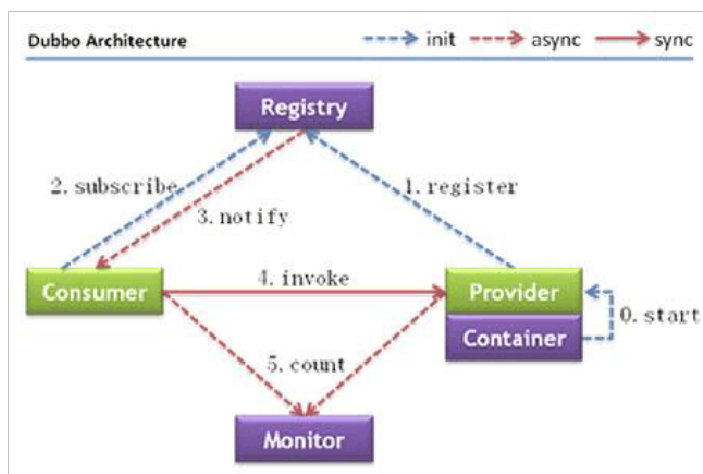 Dubbo Architecture
init
async
sync
Registry
2. subscribe
1. register
3. notify
Consumer
4. invoke
Provider
Container
0. start
5. count
Monitor